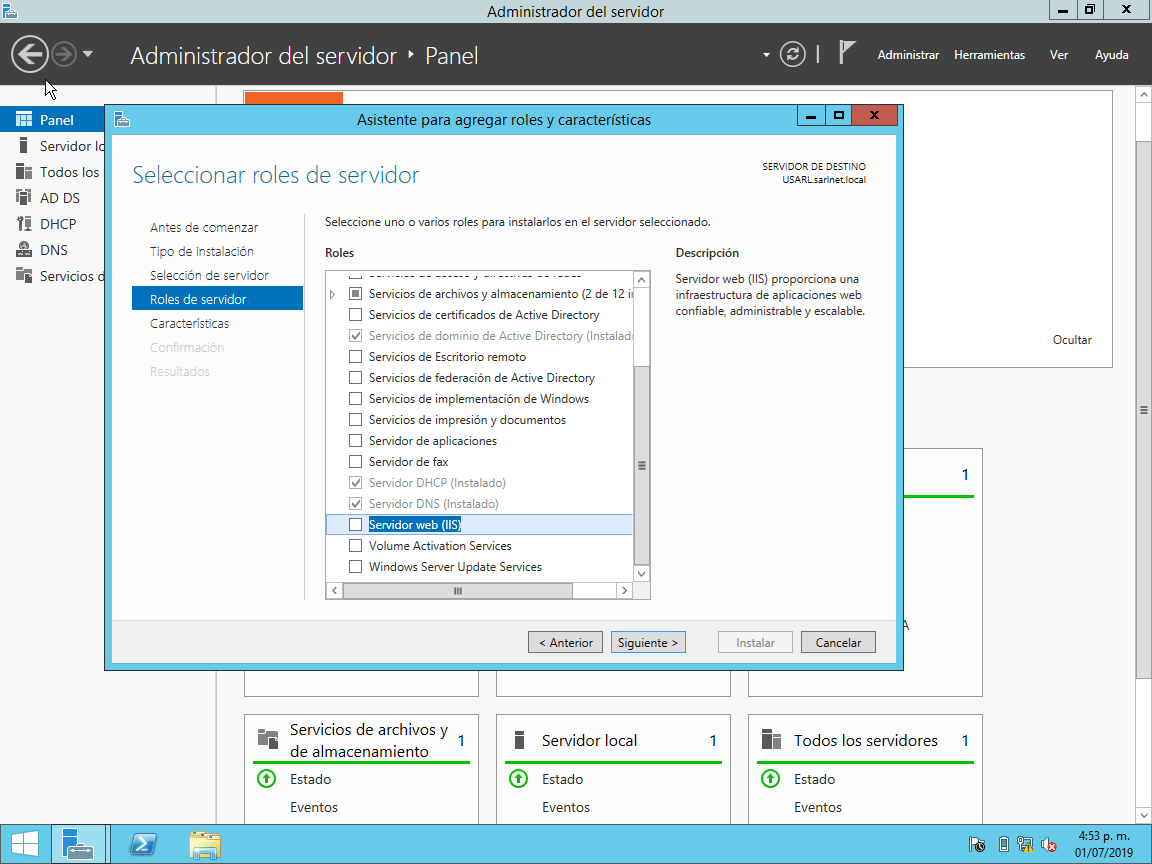 Administrador del servidor
Administrador del servidor ‣ Panel
Administrar Herramientas Ver Ayuda
Panel
Servidor lo
Todos los
AD DS
DHCP
DNS
Servicios d
Asistente para agregar roles y características
Seleccionar roles de servidor
SERVIDOR DE DESTINO
USARL.sarlnet.local
Antes de comenzar
Tipo de instalación
Selección de servidor
Roles de servidor
Características
Confirmación
Resultados
Seleccione uno o varios roles para instalarlos en el servidor seleccionado.
Roles
Servicios de acceso y directivas de redes
Servicios de archivos y almacenamiento (2 de 12 i
Servicios de certificados de Active Directory
Servicios de dominio de Active Directory (Instalad
Servicios de Escritorio remoto
Servicios de federación de Active Directory
Servicios de implementación de Windows
Servicios de impresión y documentos
Servidor de aplicaciones
Servidor de fax
Servidor DHCP (Instalado)
Servidor DNS (Instalado)
Servidor web (IIS)
Volume Activation Services
Windows Server Update Services
Descripción
Servidor web (IIS) proporciona una
infraestructura de aplicaciones web
confiable, administrable y escalable.
< Anterior Siguiente > Instalar Cancelar
Ocultar
1
A
Servicios de archivos y
de almacenamiento 1
Estado
Eventos
Servidor local 1
Estado
Eventos
Todos los servidores 1
Estado
Eventos
4:53 p. m.
01/07/2019